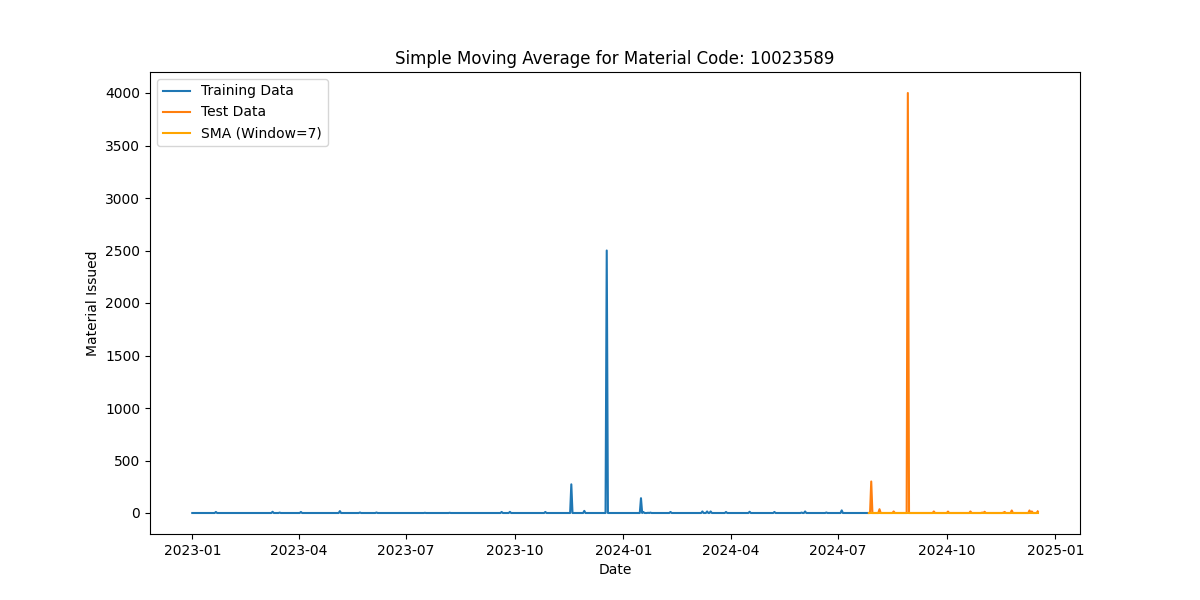 Simple Moving Average for Material Code: 10023589
Training Data
Test Data
SMA (Window=7)
4000
3500
3000
2500
2000
1500
1000
500
0
Material Issued
2023-01 2023-04 2023-07 2023-10 2024-01 2024-04 2024-07 2024-10 2025-01
Date